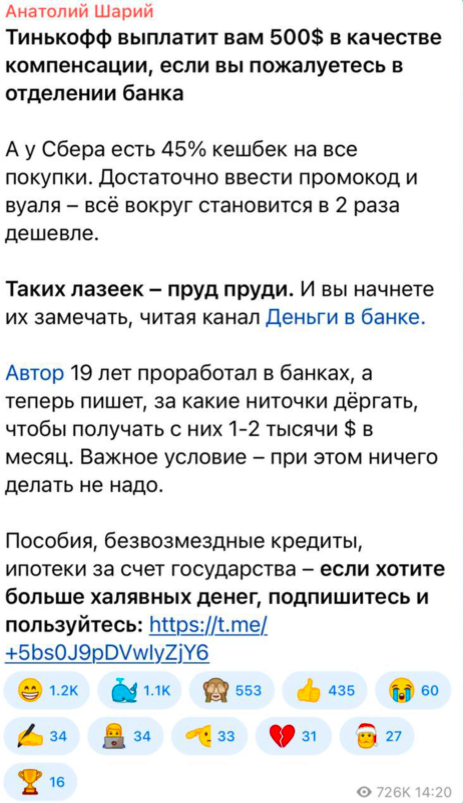 Анатолий Шарий
Тинькофф выплатит вам 500$ в качестве
компенсации, если вы пожалуетесь в
отделении банка
А у Сбера есть 45% кешбек на все
покупки. Достаточно ввести промокод и
вуаля – всё вокруг становится в 2 раза
дешевле.
Таких лазеек – пруд пруди. И вы начнете
их замечать, читая канал Деньги в банке.
Автор 19 лет проработал в банках, а
теперь пишет, за какие ниточки дёргать,
чтобы получать с них 1-2 тысячи $ в
месяц. Важное условие – при этом ничего
делать не надо.
Пособия, безвозмездные кредиты,
ипотеки за счет государства – если хотите
больше халявных денег, подпишитесь и
пользуйтесь: https://t.me/
+5bs0J9pDVwlyZjY6
1.2K 1.1K 553 435 60
34 34 33 31 27
16 726K 14:20